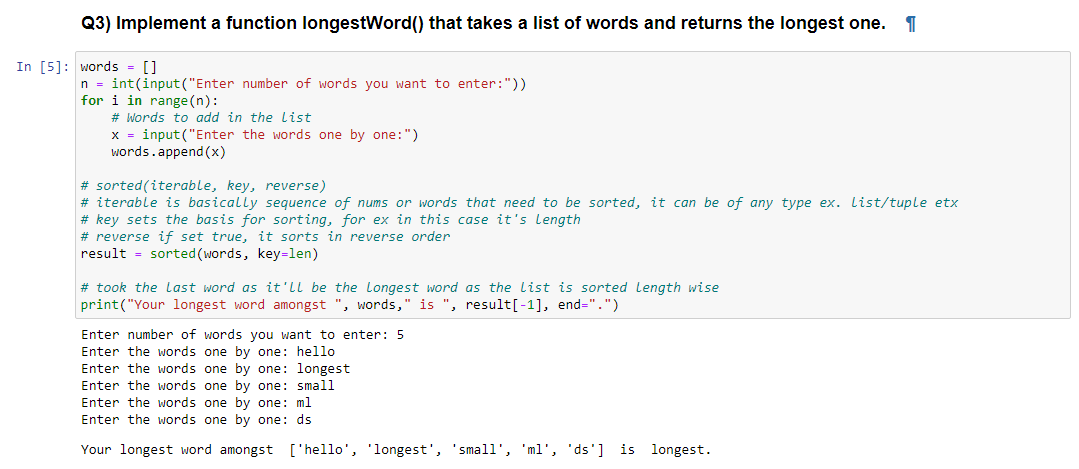 Q3) Implement a function longestWord() that takes a list of words and returns the longest one. ¶
In [5]: words = []
n = int(input("Enter number of words you want to enter:"))
for i in range(n):
    # Words to add in the list
    x = input("Enter the words one by one:")
    words.append(x)

# sorted(iterable, key, reverse)
# iterable is basically sequence of nums or words that need to be sorted, it can be of any type ex. list/tuple etx
# key sets the basis for sorting, for ex in this case it's length
# reverse if set true, it sorts in reverse order
result = sorted(words, key=len)

# took the last word as it'll be the longest word as the list is sorted length wise
print("Your longest word amongst ", words," is ", result[-1], end=".")
Enter number of words you want to enter: 5
Enter the words one by one: hello
Enter the words one by one: longest
Enter the words one by one: small
Enter the words one by one: ml
Enter the words one by one: ds
Your longest word amongst  ['hello', 'longest', 'small', 'ml', 'ds']  is  longest.